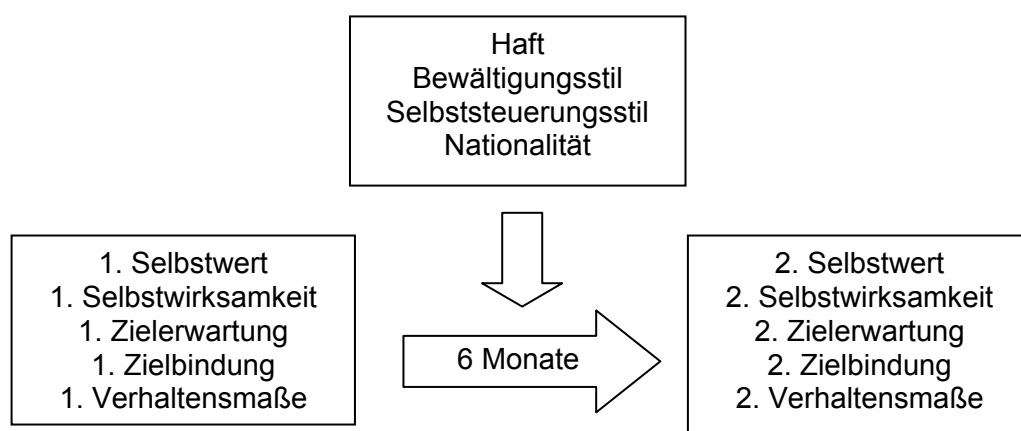 Haft
Bewältigungsstil
Selbststeuerungsstil
Nationalität
1. Selbstwert
1. Selbstwirksamkeit
1. Zielerwartung
1. Zielbindung
1. Verhaltensmaße
6 Monate
2. Selbstwert
2. Selbstwirksamkeit
2. Zielerwartung
2. Zielbindung
2. Verhaltensmaße